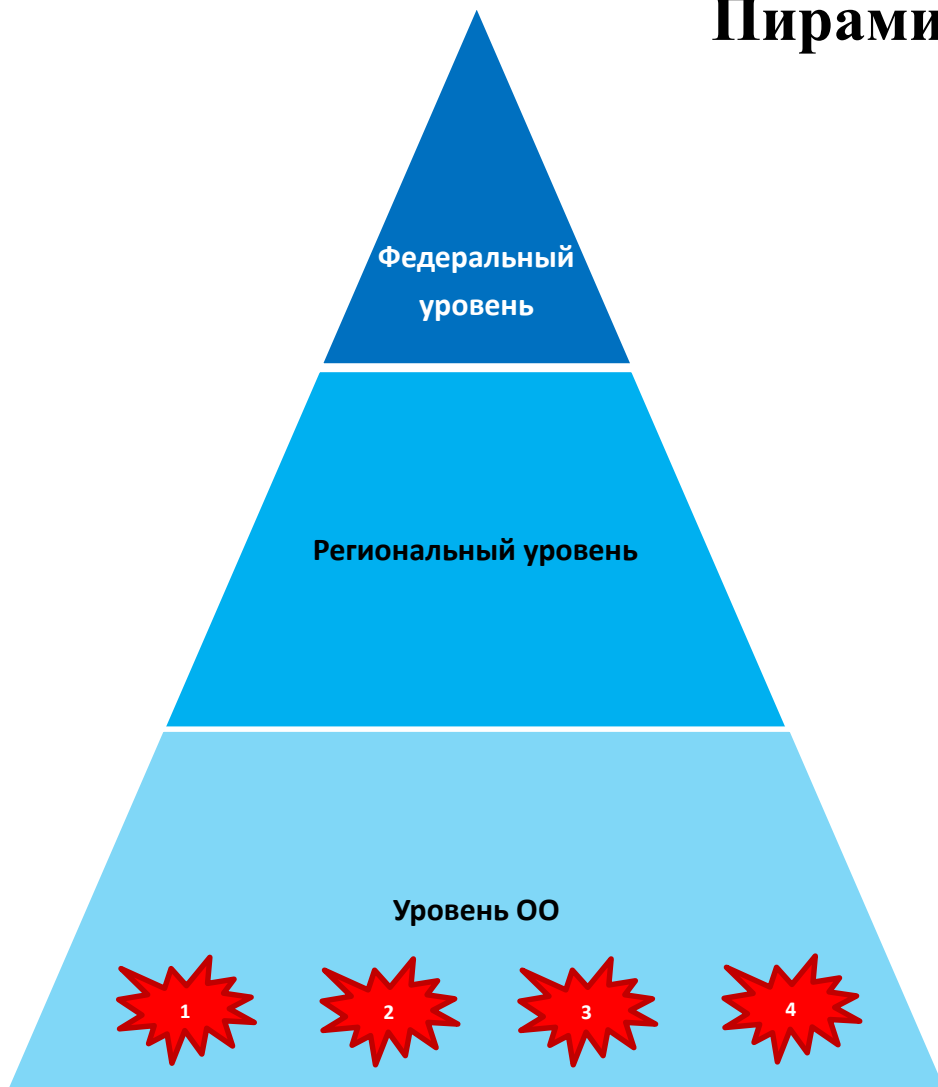 Пирами
Федеральный
уровень
Региональный уровень
Уровень ОО
1 2 3 4